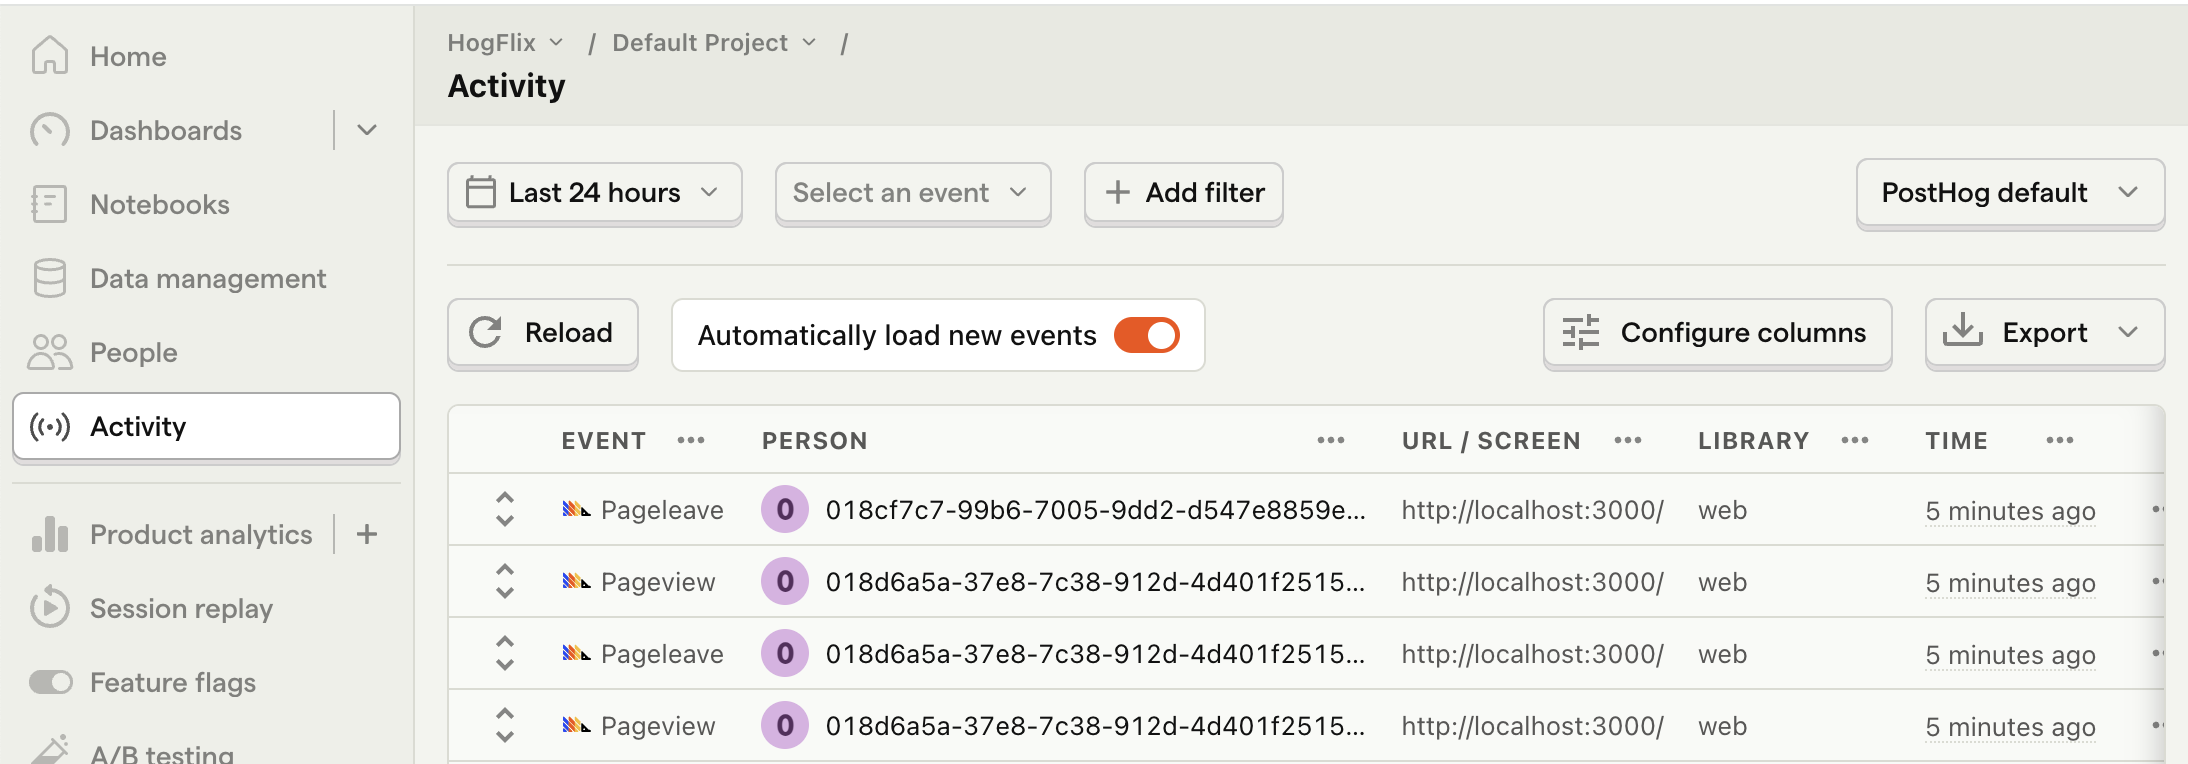 Home
Dashboards
Notebooks
Data management
People
Activity
Product analytics
Session replay
Feature flags
A/B testing
HogFlix / Default Project /
Activity
Last 24 hours Select an event + Add filter PostHog default
Reload Automatically load new events Configure columns Export
EVENT ••• PERSON ••• URL / SCREEN ••• LIBRARY ••• TIME •••
Pageleave 0 018cf7c7-99b6-7005-9dd2-d547e8859e... http://localhost:3000/ web 5 minutes ago
Pageview 0 018d6a5a-37e8-7c38-912d-4d401f2515... http://localhost:3000/ web 5 minutes ago
Pageleave 0 018d6a5a-37e8-7c38-912d-4d401f2515... http://localhost:3000/ web 5 minutes ago
Pageview 0 018d6a5a-37e8-7c38-912d-4d401f2515... http://localhost:3000/ web 5 minutes ago